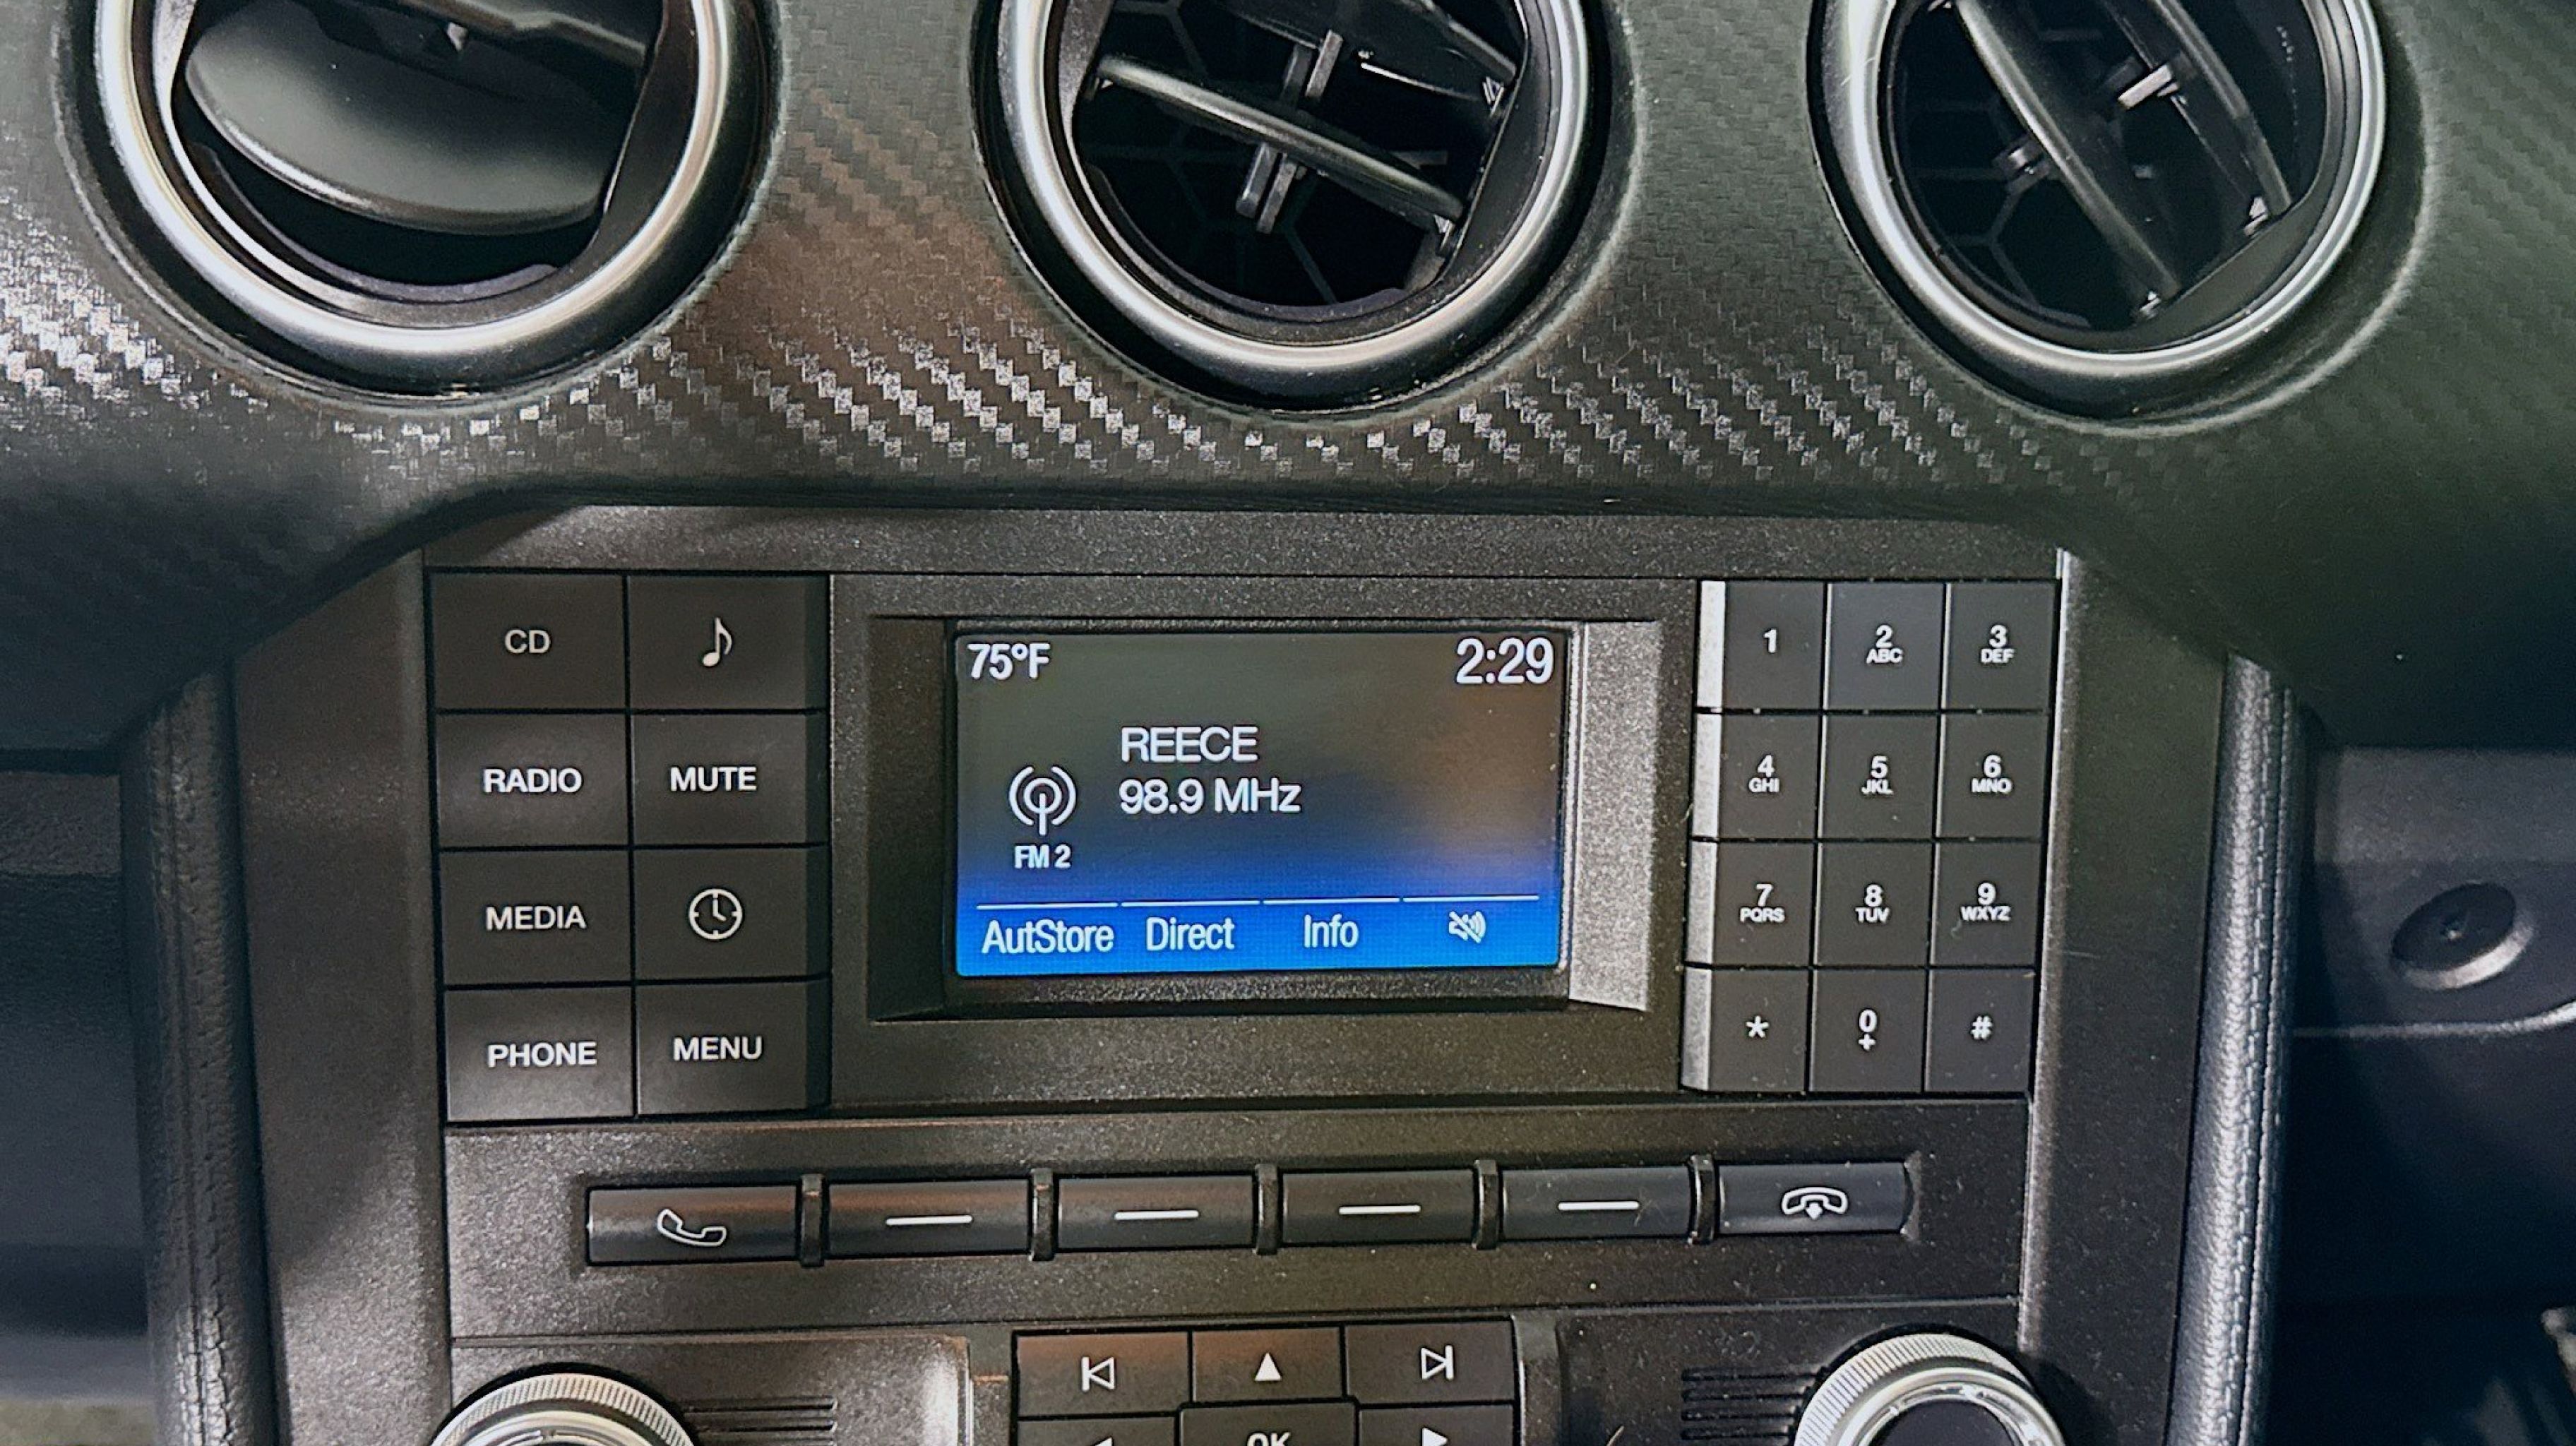 75°F 2:29
REECE
98.9 MHz
FM 2
AutStore Direct Info
CD
RADIO MUTE
MEDIA
PHONE MENU
1 2 ABC 3 DEF
4 GHI 5 JKL 6 MNO
7 PQRS 8 TUV 9 WXYZ
* 0 + #
OK